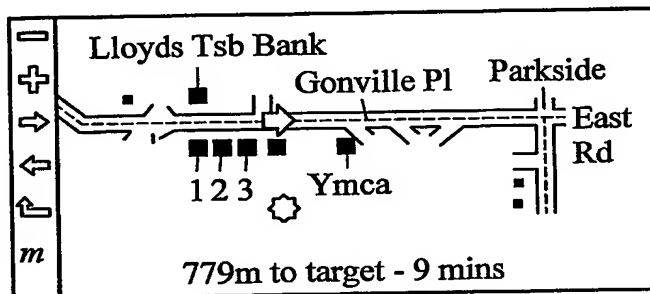 Lloyds Tsb Bank
Gonville Pl
Parkside
East
Rd
1 2 3
Ymca
m
779m to target - 9 mins